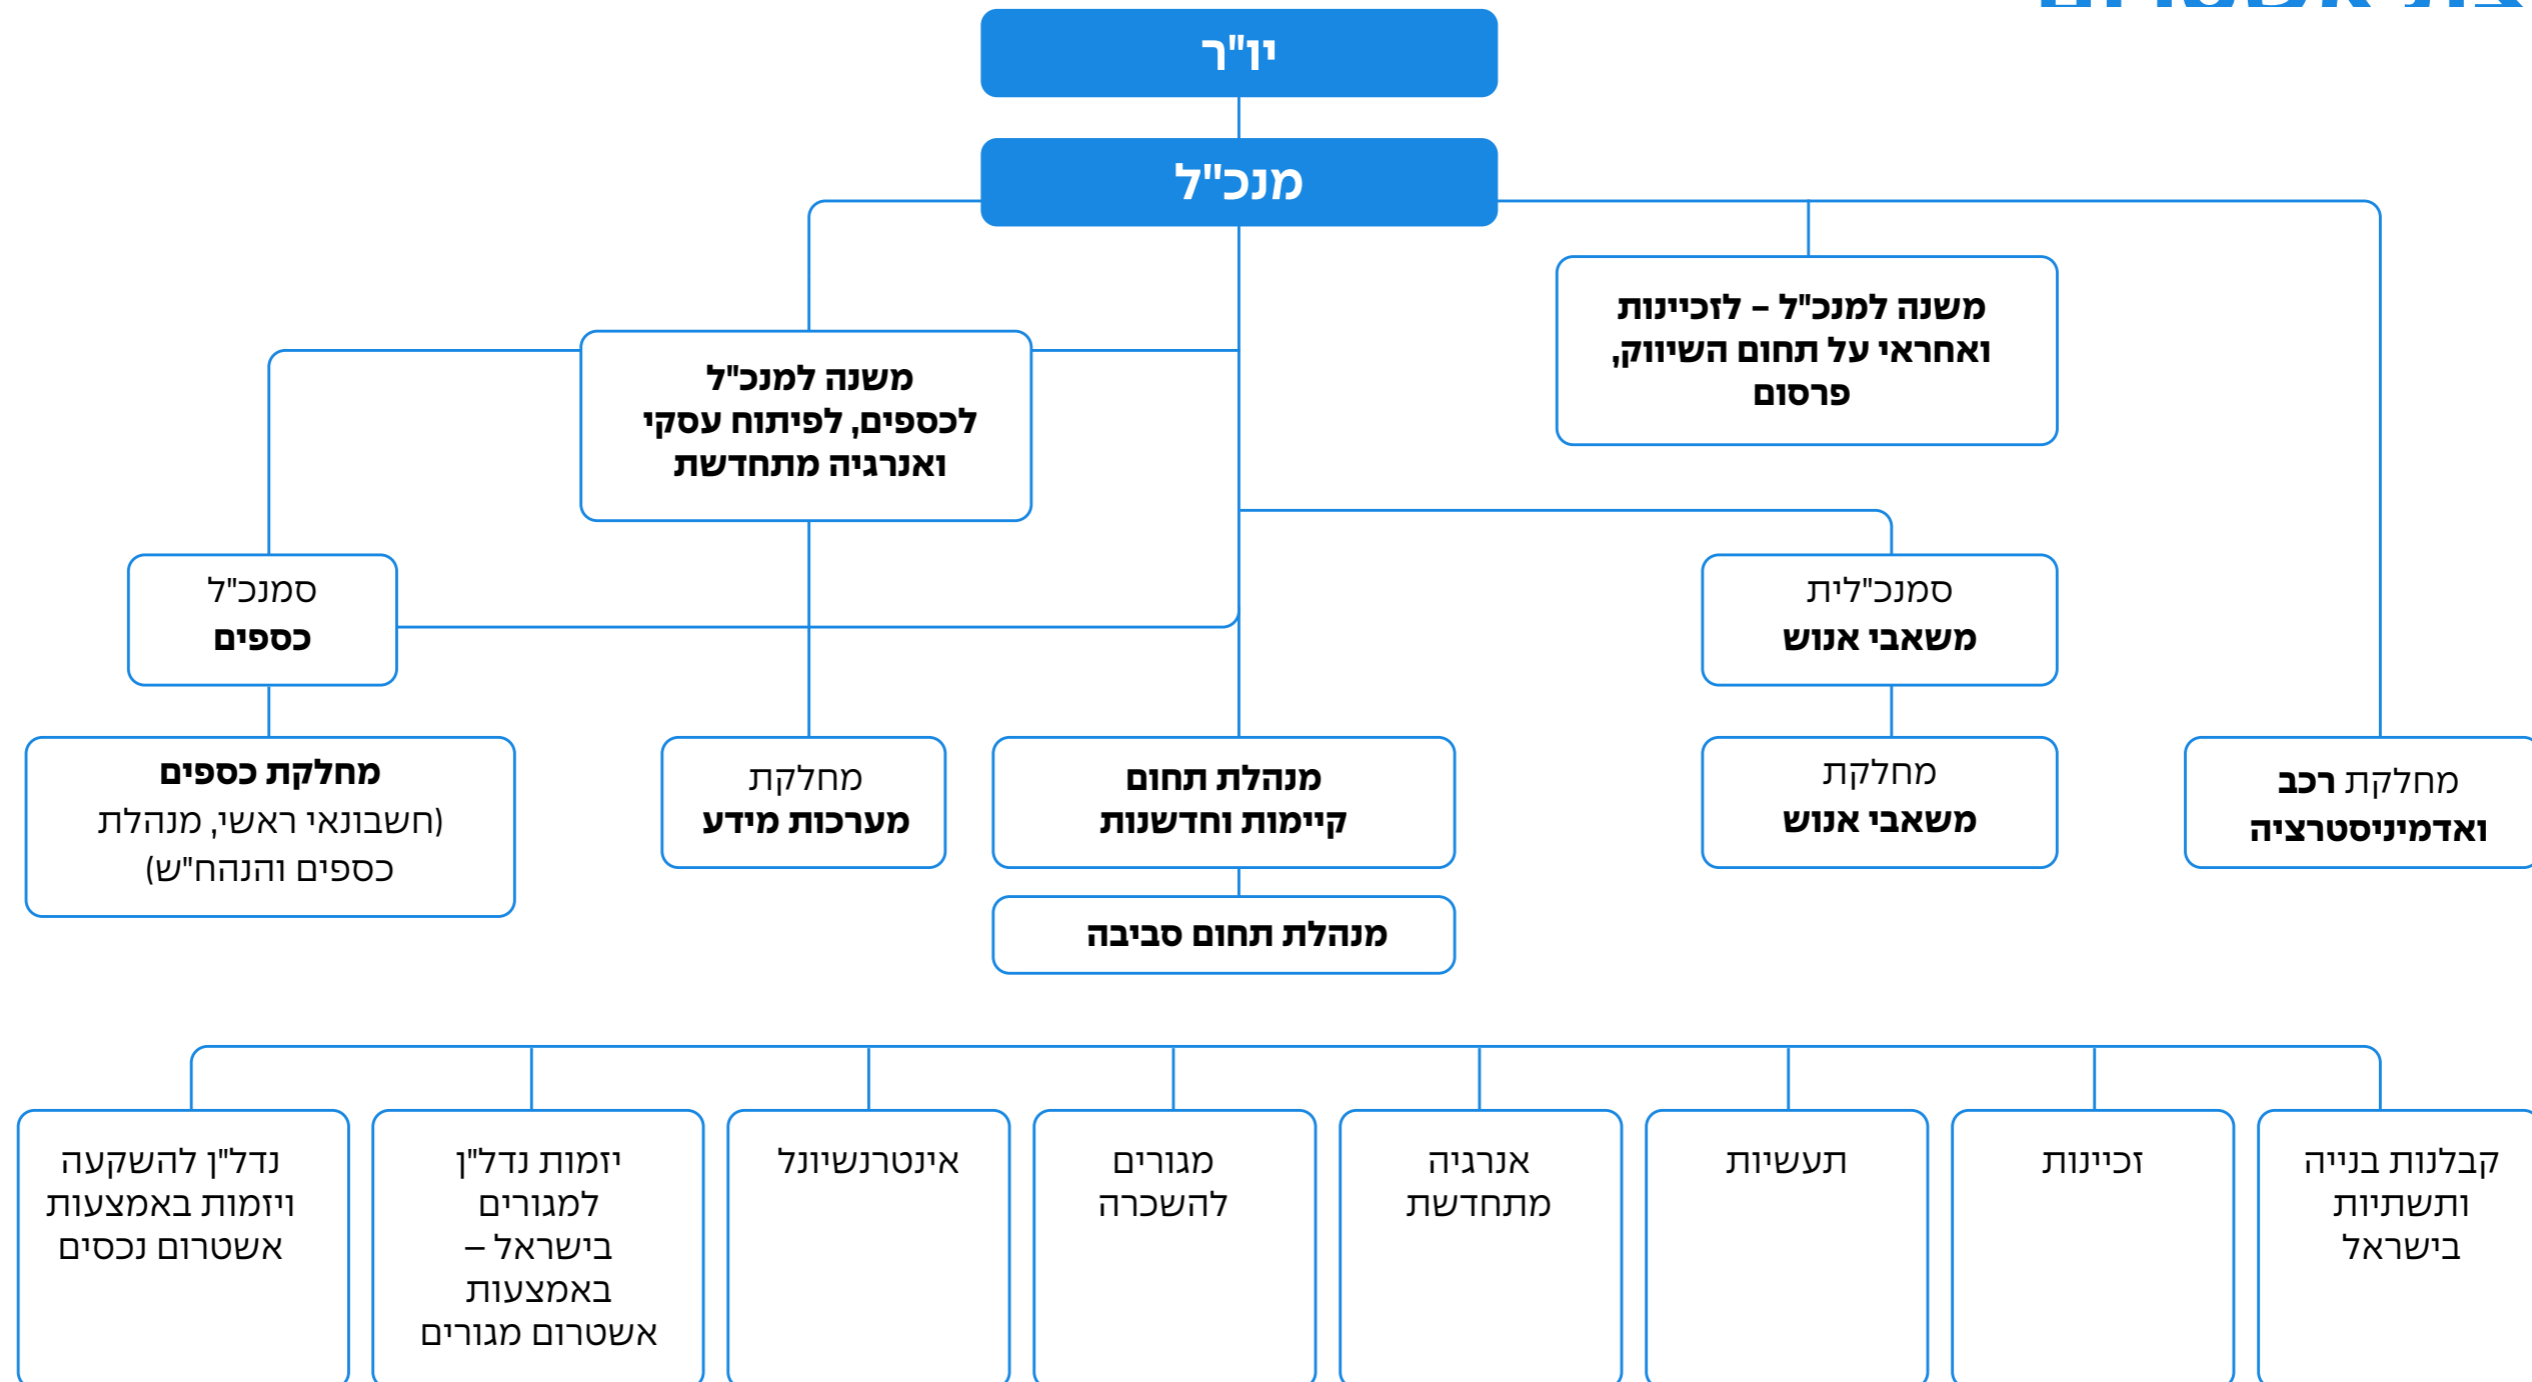 יו"ר
מנכ"ל
משנה למנכ"ל – לזכיינות
ואחראי על תחום השיווק,
פרסום
משנה למנכ"ל
לכספים, לפיתוח עסקי
ואנרגיה מתחדשת
סמנכ"לית
משאבי אנוש
סמנכ"ל
כספים
מחלקת רכב
ואדמיניסטרציה
מחלקת
משאבי אנוש
מנהלת תחום
קיימות וחדשנות
מחלקת
מערכות מידע
מחלקת כספים
(חשבונאי ראשי, מנהלת
כספים והנהח"ש)
מנהלת תחום סביבה
קבלנות בנייה
ותשתיות
בישראל
זכיינות
תעשיות
אנרגיה
מתחדשת
מגורים
להשכרה
אינטרנשיונל
יזמות נדל"ן
למגורים
בישראל –
באמצעות
אשטרום מגורים
נדל"ן להשקעה
ויזמות באמצעות
אשטרום נכסים